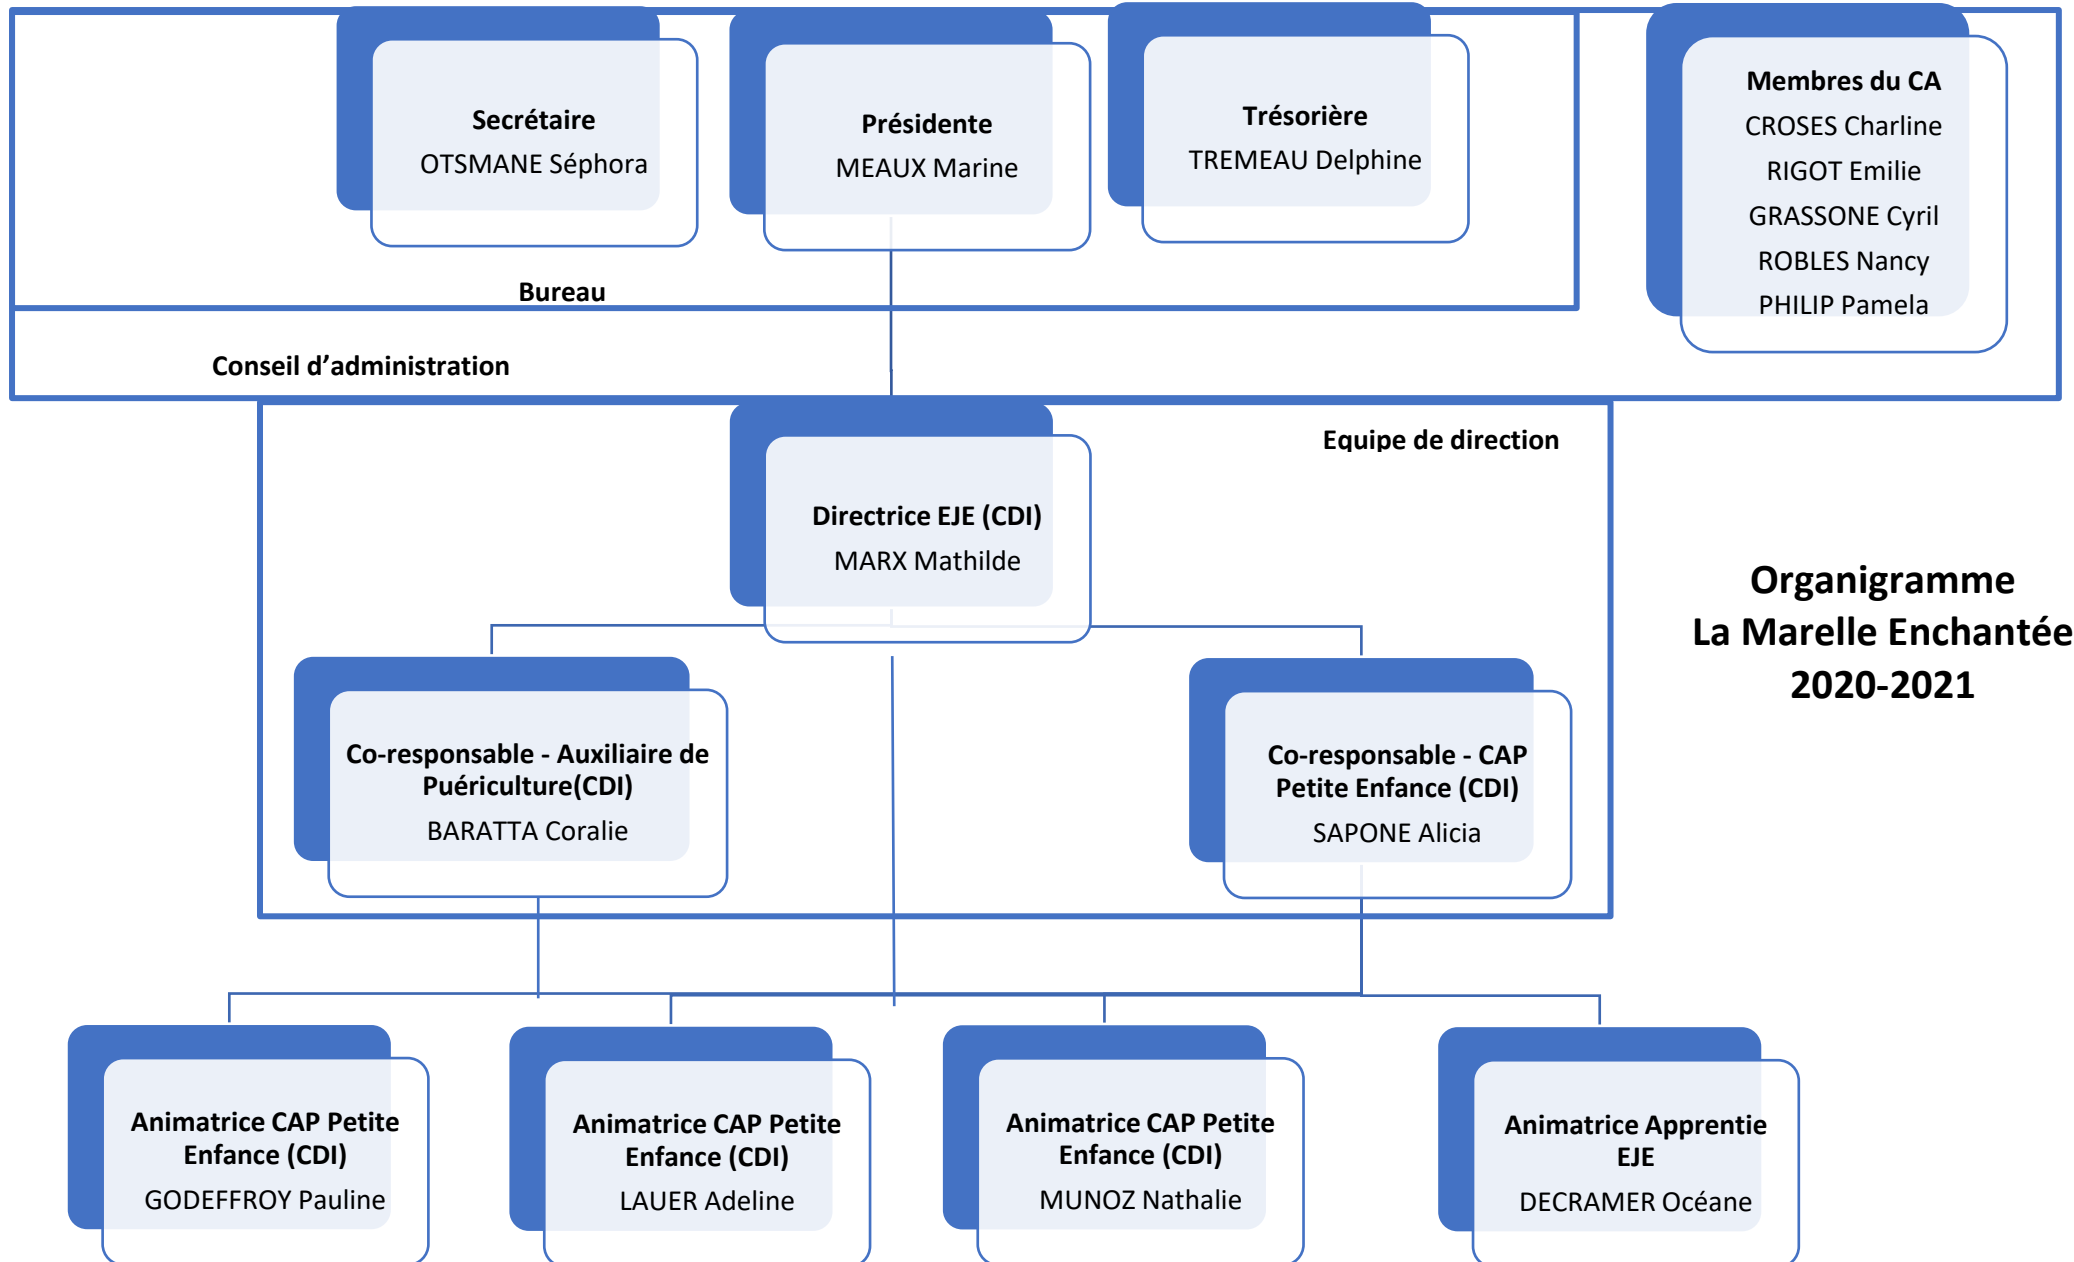 Secrétaire
OTSMANE Séphora
Présidente
MEAUX Marine
Trésorière
TREMEAU Delphine
Membres du CA
CROSES Charline
RIGOT Emilie
GRASSONE Cyril
ROBLES Nancy
PHILIP Pamela
Bureau
Conseil d’administration
Equipe de direction
Directrice EJE (CDI)
MARX Mathilde
Organigramme
La Marelle Enchantée
2020-2021
Co-responsable - Auxiliaire de
Puériculture(CDI)
BARATTA Coralie
Co-responsable - CAP
Petite Enfance (CDI)
SAPONE Alicia
Animatrice CAP Petite
Enfance (CDI)
GODEFFROY Pauline
Animatrice CAP Petite
Enfance (CDI)
LAUER Adeline
Animatrice CAP Petite
Enfance (CDI)
MUNOZ Nathalie
Animatrice Apprentie
EJE
DECRAMER Océane